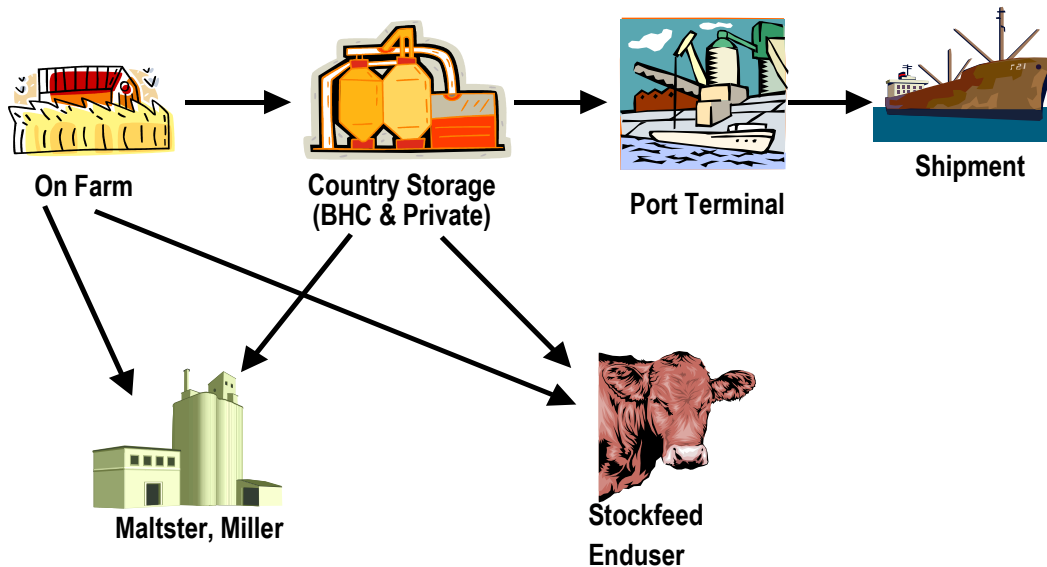 On Farm
Country Storage
(BHC & Private)
Port Terminal
Shipment
Maltster, Miller
Stockfeed
Enduser